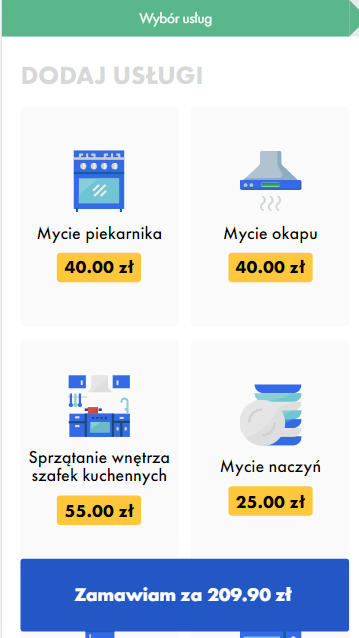 Wybór usług
DODAJ USŁUGI
Mycie piekarnika
40.00 zł
Mycie okapu
40.00 zł
Sprzątanie wnętrza
szafek kuchennych
55.00 zł
Mycie naczyń
25.00 zł
Zamawiam za 209.90 zł